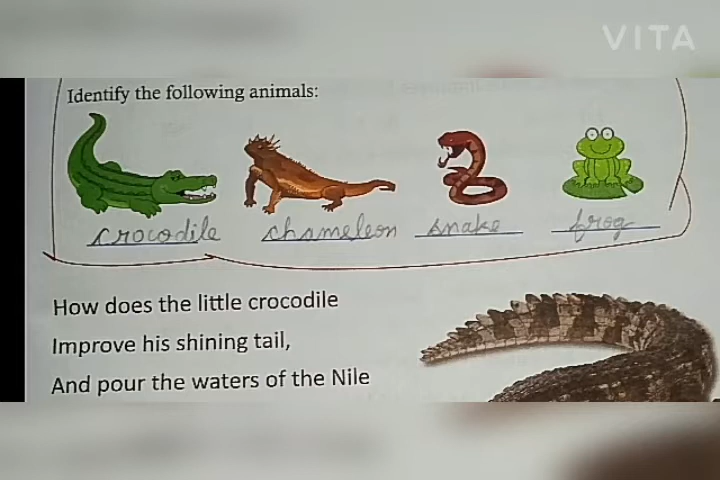 VITA
Identify the following animals:
crocodile chameleon snake frog
How does the little crocodile
Improve his shining tail,
And pour the waters of the Nile